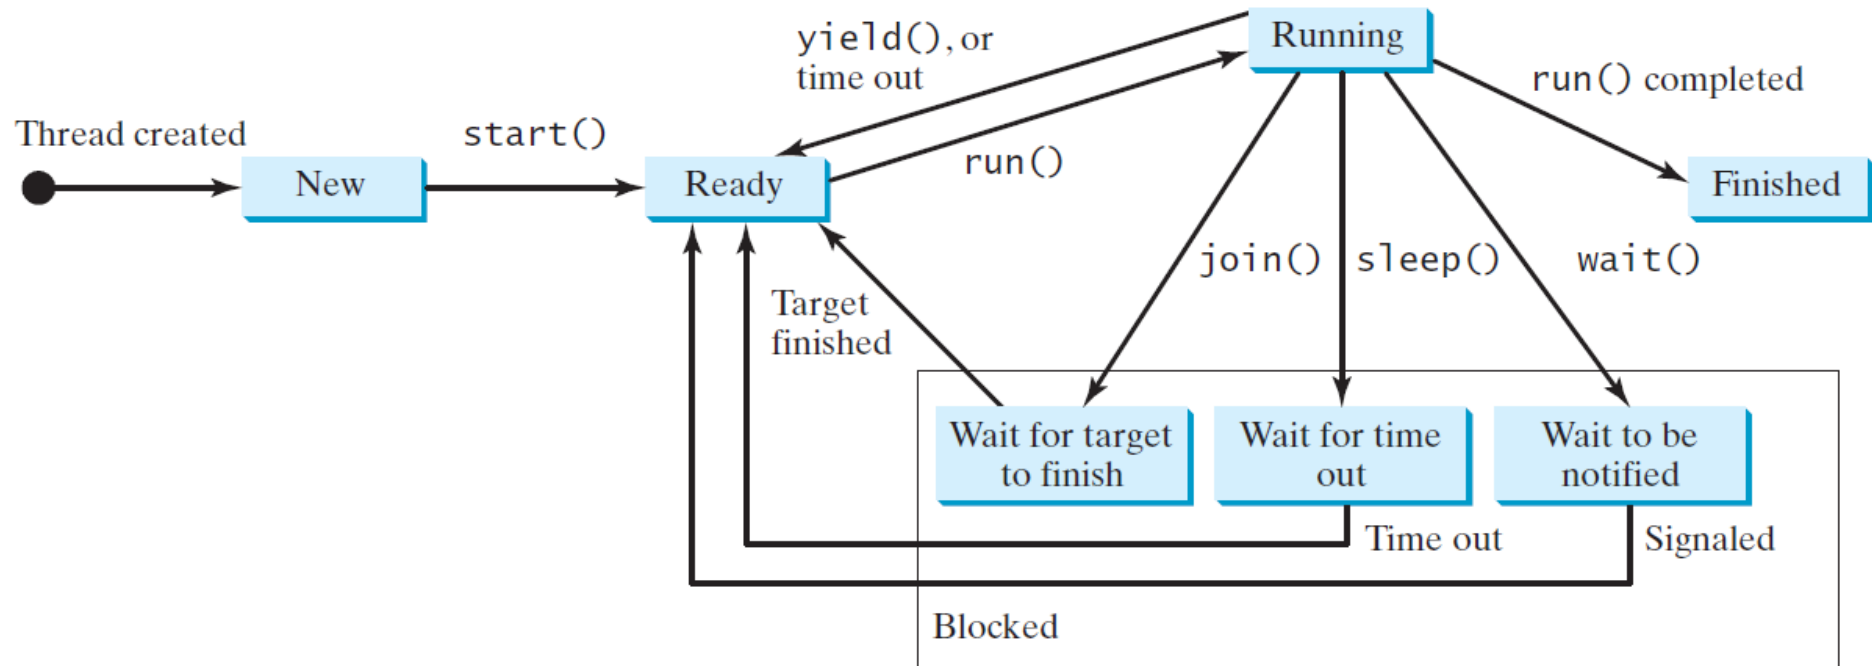 yield(), or
time out
Running
run() completed
Thread created
start()
New
Ready
run()
Finished
join()
sleep()
wait()
Target
finished
Wait for target
to finish
Wait for time
out
Wait to be
notified
Time out
Signaled
Blocked